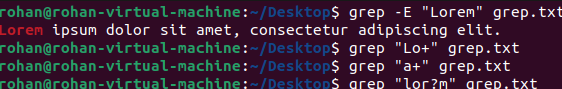 rohan@rohan-virtual-machine:~/Desktop$ grep -E "Lorem" grep.txt
Lorem ipsum dolor sit amet, consectetur adipiscing elit.
rohan@rohan-virtual-machine:~/Desktop$ grep "Lo+" grep.txt
rohan@rohan-virtual-machine:~/Desktop$ grep "a+" grep.txt
rohan@rohan-virtual-machine:~/Desktop$ grep "lor?m" grep.txt